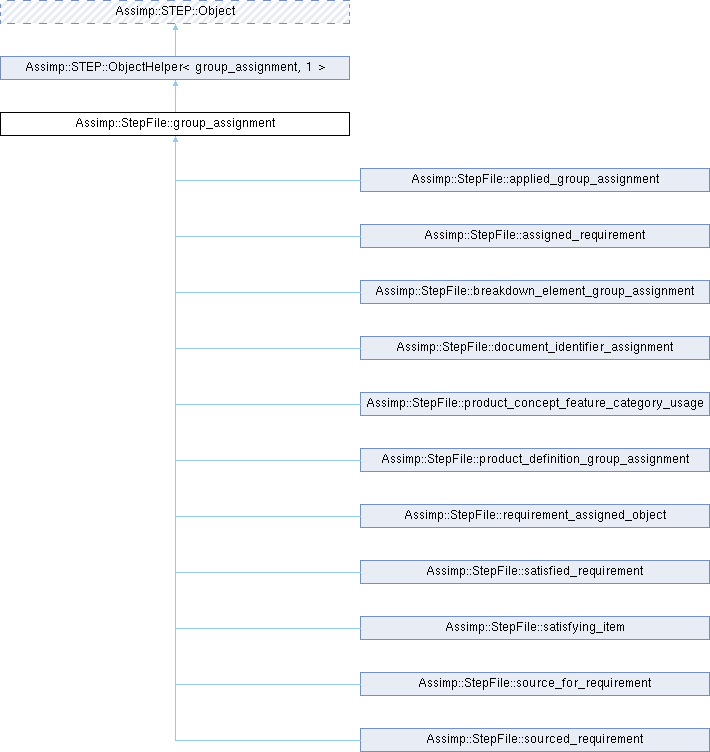 Assimp::STEP::Object
Assimp::STEP::ObjectHelper< group_assignment, 1 >
Assimp::StepFile::group_assignment
Assimp::StepFile::applied_group_assignment
Assimp::StepFile::assigned_requirement
Assimp::StepFile::breakdown_element_group_assignment
Assimp::StepFile::document_identifier_assignment
Assimp::StepFile::product_concept_feature_category_usage
Assimp::StepFile::product_definition_group_assignment
Assimp::StepFile::requirement_assigned_object
Assimp::StepFile::satisfied_requirement
Assimp::StepFile::satisfying_item
Assimp::StepFile::source_for_requirement
Assimp::StepFile::sourced_requirement